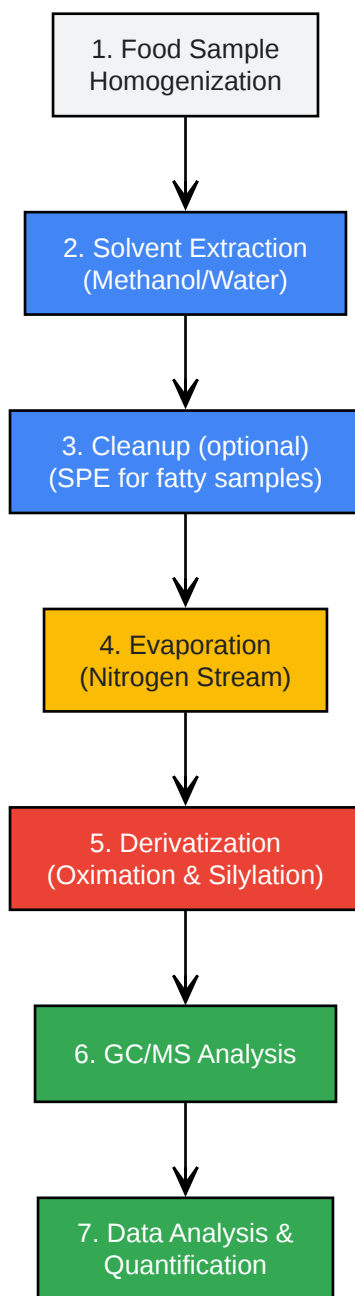 1. Food Sample
Homogenization
2. Solvent Extraction
(Methanol/Water)
3. Cleanup (optional)
(SPE for fatty samples)
4. Evaporation
(Nitrogen Stream)
5. Derivatization
(Oximation & Silylation)
6. GC/MS Analysis
7. Data Analysis &
Quantification